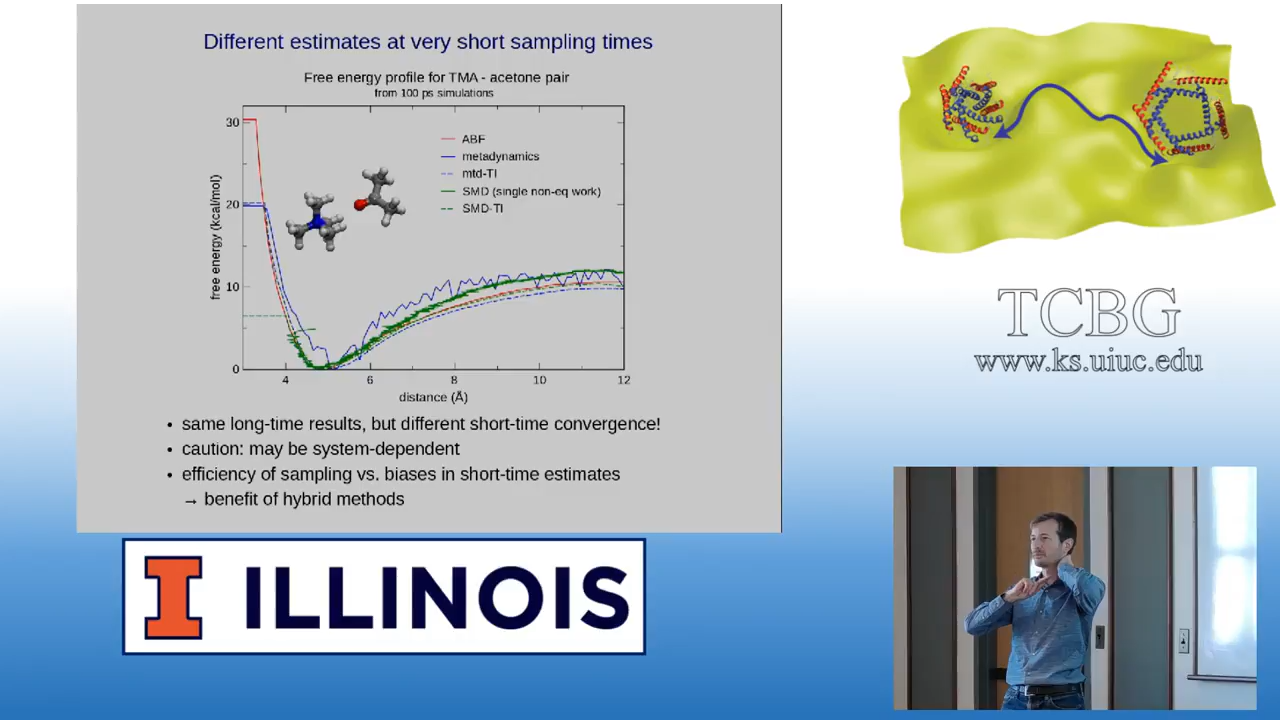 Different estimates at very short sampling times
Free energy profile for TMA - acetone pair
from 100 ps simulations
free energy (kcal/mol)
30
20
10
0
ABF
metadynamics
mtd-TI
SMD (single non-eq work)
SMD-TI
4
6
8
10
12
distance (Å)
• same long-time results, but different short-time convergence!
• caution: may be system-dependent
• efficiency of sampling vs. biases in short-time estimates
→ benefit of hybrid methods
I ILLINOIS
TCBG
www.ks.uiuc.edu